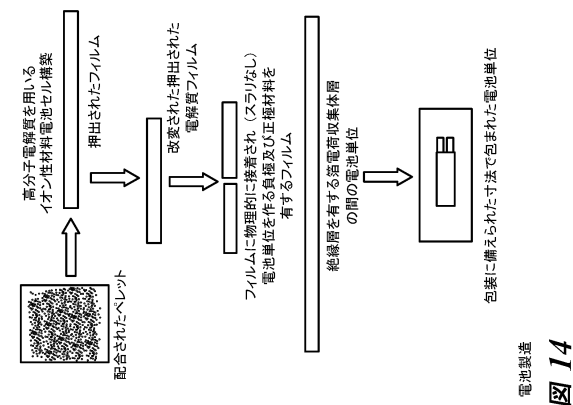 高分子電解質を用いる
イオン性材料電池セル構築
配合されたペレット
押出されたフィルム
改変された押出された
電解質フィルム
フィルムに物理的に接着され（スラリなし）
電池単位を作る負極及び正極材料を
有するフィルム
絶縁層を有する箔電荷収集体層
の間の電池単位
包装に備えられた寸法で包まれた電池単位
電池製造
図 14